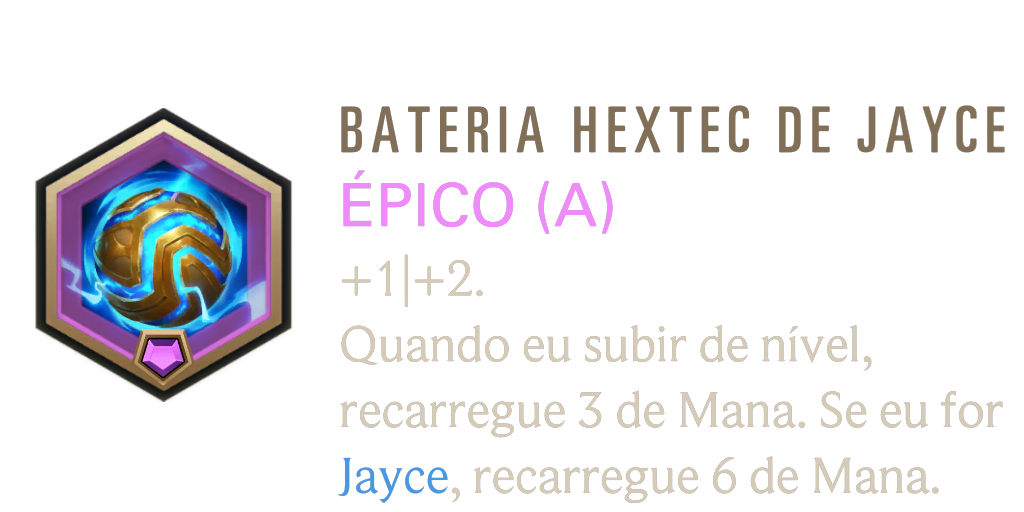 BATERIA HEXTEC DE JAYCE
ÉPICO (A)
+1|+2.
Quando eu subir de nível,
recarregue 3 de Mana. Se eu for
Jayce, recarregue 6 de Mana.